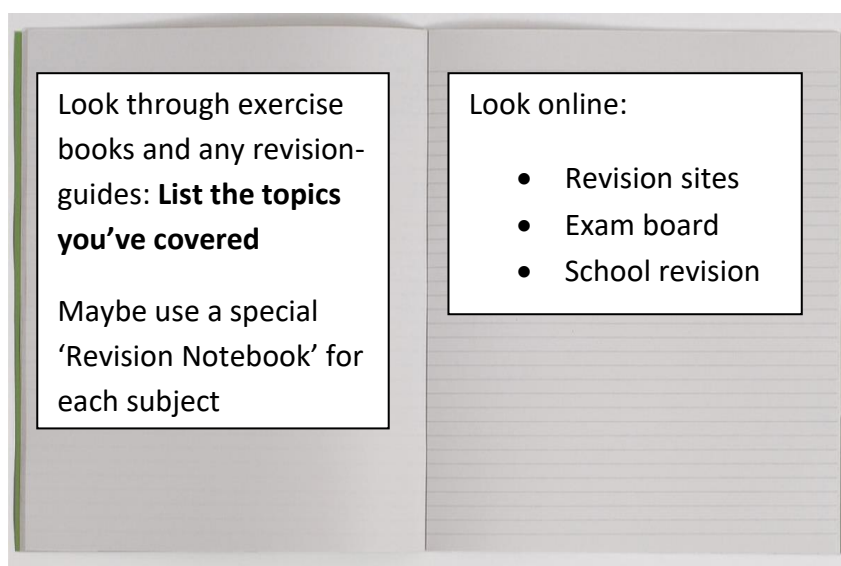 Look through exercise
books and any revision-
guides: List the topics
you’ve covered
Maybe use a special
‘Revision Notebook’ for
each subject
Look online:
• Revision sites
• Exam board
• School revision